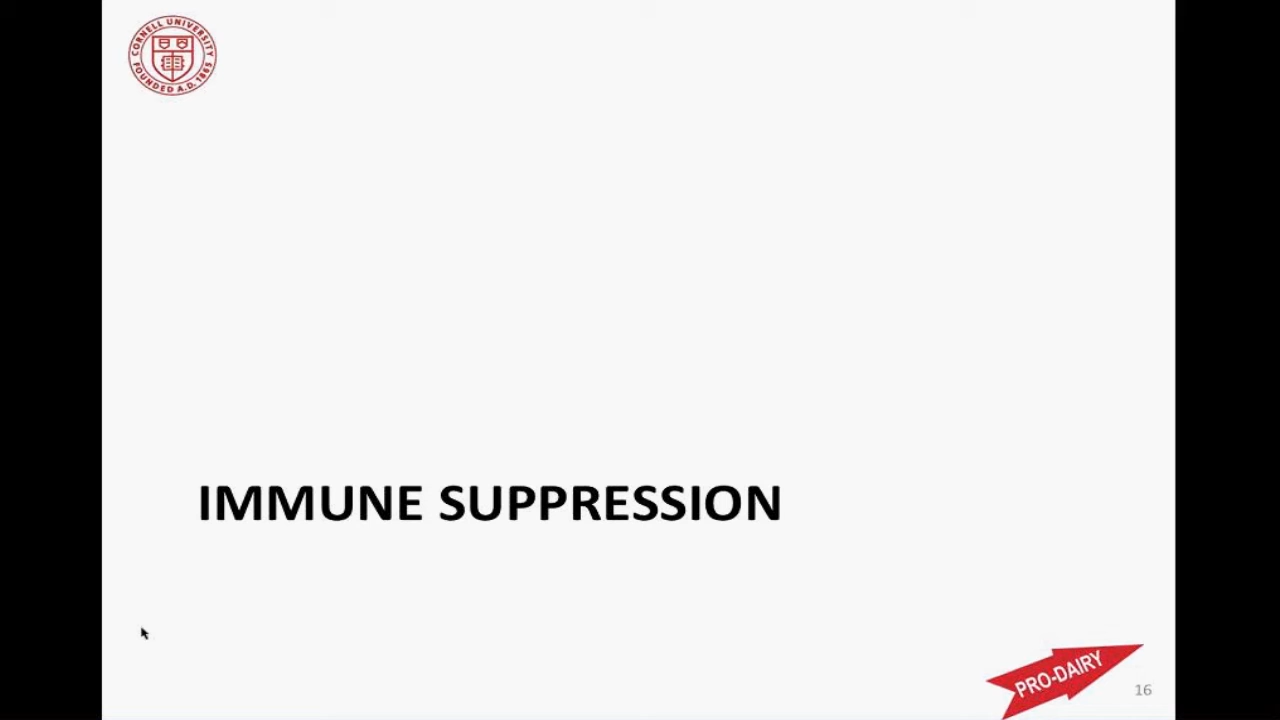 CORNELL UNIVERSITY
FOUNDED A.D. 1865
IMMUNE SUPPRESSION
PRO-DAIRY
16